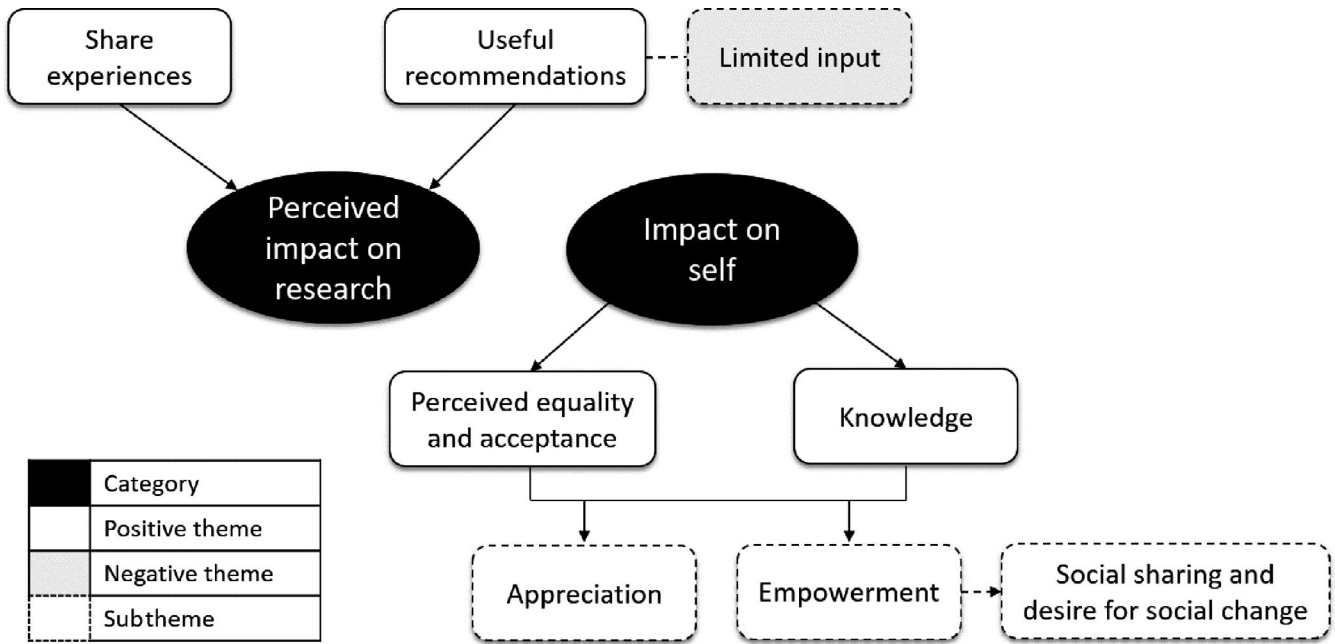 Share
experiences
Useful
recommendations
Limited input
Perceived
impact on
research
Impact on
self
Perceived equality
and acceptance
Knowledge
Category
Positive theme
Negative theme
Subtheme
Appreciation
Empowerment
Social sharing and
desire for social change